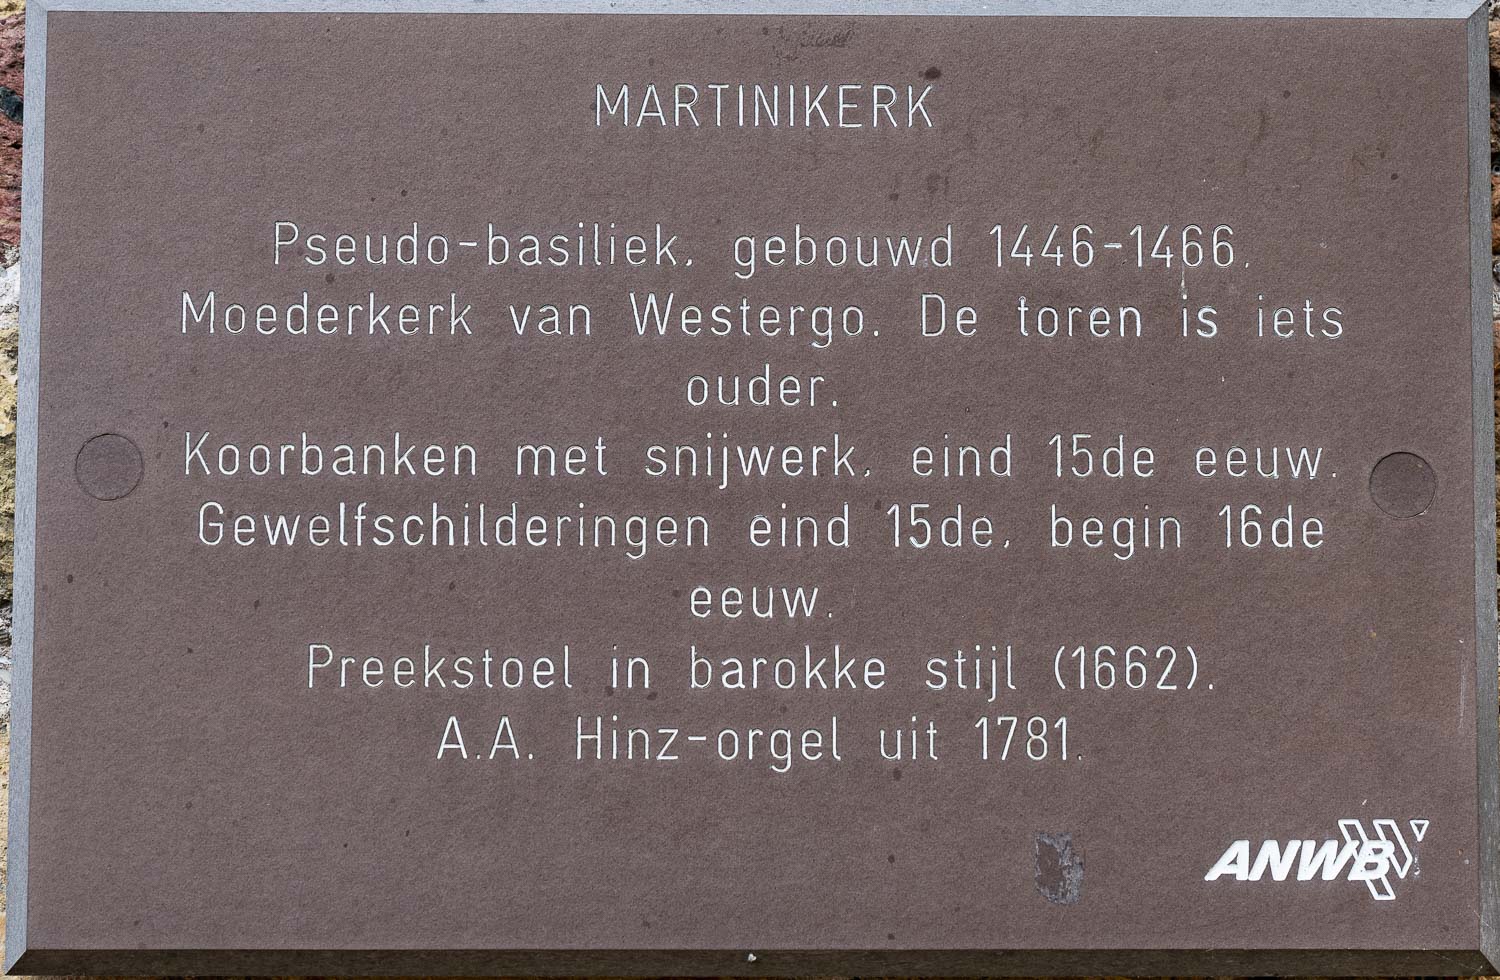 MARTINIKERK
Pseudo-basiliek, gebouwd 1446-1466.
Moederkerk van Westergo. De toren is iets
ouder.
Koorbanken met snijwerk, eind 15de eeuw.
Gewelfschilderingen eind 15de, begin 16de
eeuw.
Preekstoel in barokke stijl (1662).
A.A. Hinz-orgel uit 1781.
ANWB